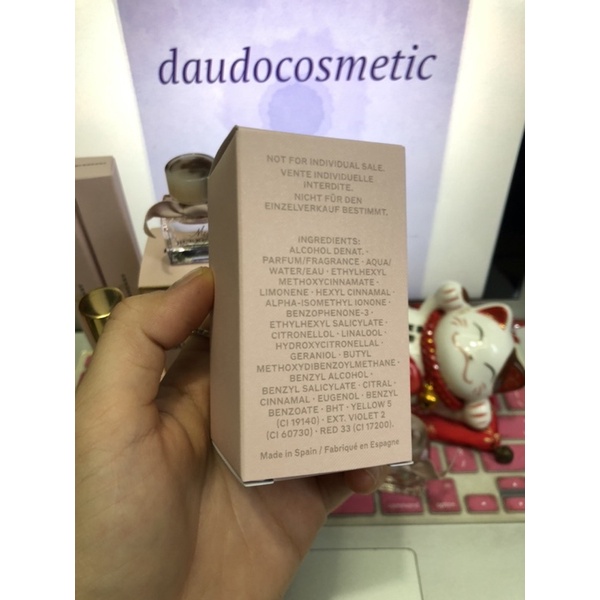 daudocosmetic
NOT FOR INDIVIDUAL SALE.
VENTE INDIVIDUELLE
INTERDITE.
NICHT FÜR DEN
EINZELVERKAUF BESTIMMT.
INGREDIENTS:
ALCOHOL DENAT. ·
PARFUM/FRAGRANCE · AQUA/
WATER/EAU · ETHYLHEXYL
METHOXYCINNAMATE ·
LIMONENE · HEXYL CINNAMAL ·
ALPHA-ISOMETHYL IONONE ·
BENZOPHENONE-3 ·
ETHYLHEXYL SALICYLATE ·
CITRONELLOL · LINALOOL ·
HYDROXYCITRONELLAL ·
GERANIOL · BUTYL
METHOXYDIBENZOYLMETHANE ·
BENZYL ALCOHOL ·
BENZYL SALICYLATE · CITRAL ·
CINNAMAL · EUGENOL · BENZYL
BENZOATE · BHT · YELLOW 5
(CI 19140) · EXT. VIOLET 2
(CI 60730) · RED 33 (CI 17200).
Made in Spain / Fabriqué en Espagne
command
option